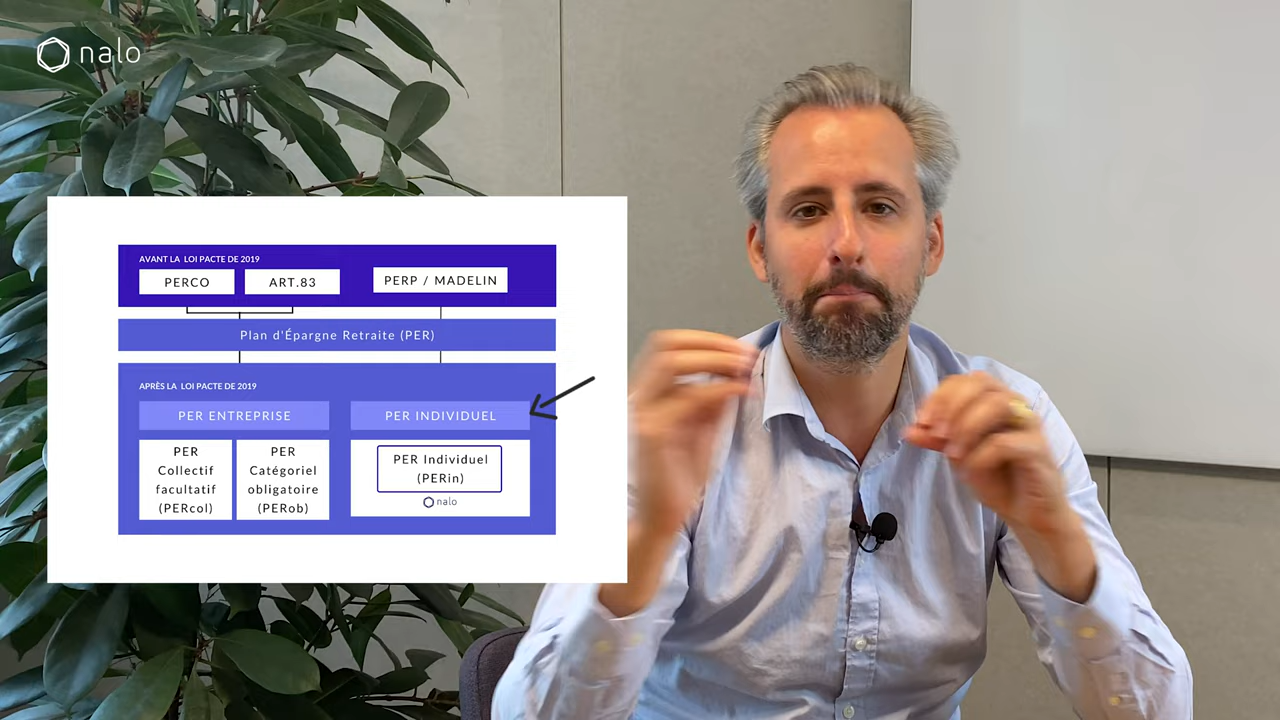 nalo
AVANT LA LOI PACTE DE 2019
PERCO
ART.83
PERP / MADELIN
Plan d'Épargne Retraite (PER)
APRÈS LA LOI PACTE DE 2019
PER ENTREPRISE
PER INDIVIDUEL
PER
Collectif
facultatif
(PERcol)
PER
Catégoriel
obligatoire
(PERob)
PER Individuel
(PERin)
nalo